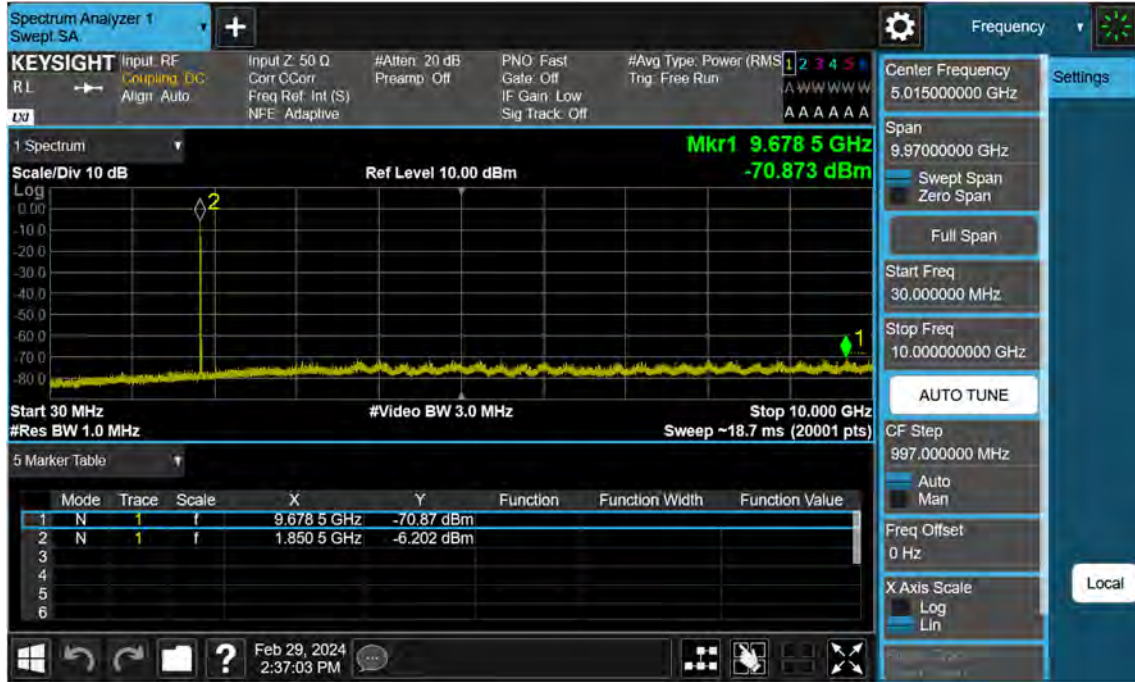 Spectrum Analyzer 1
Swept SA
Frequency
KEYSIGHT
RL
LXI
Input: RF
Coupling: DC
Align: Auto
Input Z: 50 Ω
Corr CCorr
Freq Ref: Int (S)
NFE: Adaptive
#Atten: 20 dB
Preamp: Off
PNO: Fast
Gate: Off
IF Gain: Low
Sig Track: Off
#Avg Type: Power (RMS
Trig: Free Run
1 2 3 4 5 6
A W W W W W
A A A A A A
1 Spectrum
Scale/Div 10 dB
Ref Level 10.00 dBm
Mkr1 9.678 5 GHz
-70.873 dBm
Log
0.00
-10.0
-20.0
-30.0
-40.0
-50.0
-60.0
-70.0
-80.0
2
1
Start 30 MHz
#Video BW 3.0 MHz
Stop 10.000 GHz
#Res BW 1.0 MHz
Sweep ~18.7 ms (20001 pts)
5 Marker Table
Mode Trace Scale X Y Function Function Width Function Value
1 N 1 f 9.678 5 GHz -70.87 dBm
2 N 1 f 1.850 5 GHz -6.202 dBm
3
4
5
6
?
Feb 29, 2024
2:37:03 PM
Center Frequency
5.015000000 GHz
Settings
Span
9.97000000 GHz
Swept Span
Zero Span
Full Span
Start Freq
30.000000 MHz
Stop Freq
10.000000000 GHz
AUTO TUNE
CF Step
997.000000 MHz
Auto
Man
Freq Offset
0 Hz
X Axis Scale
Log
Lin
Local